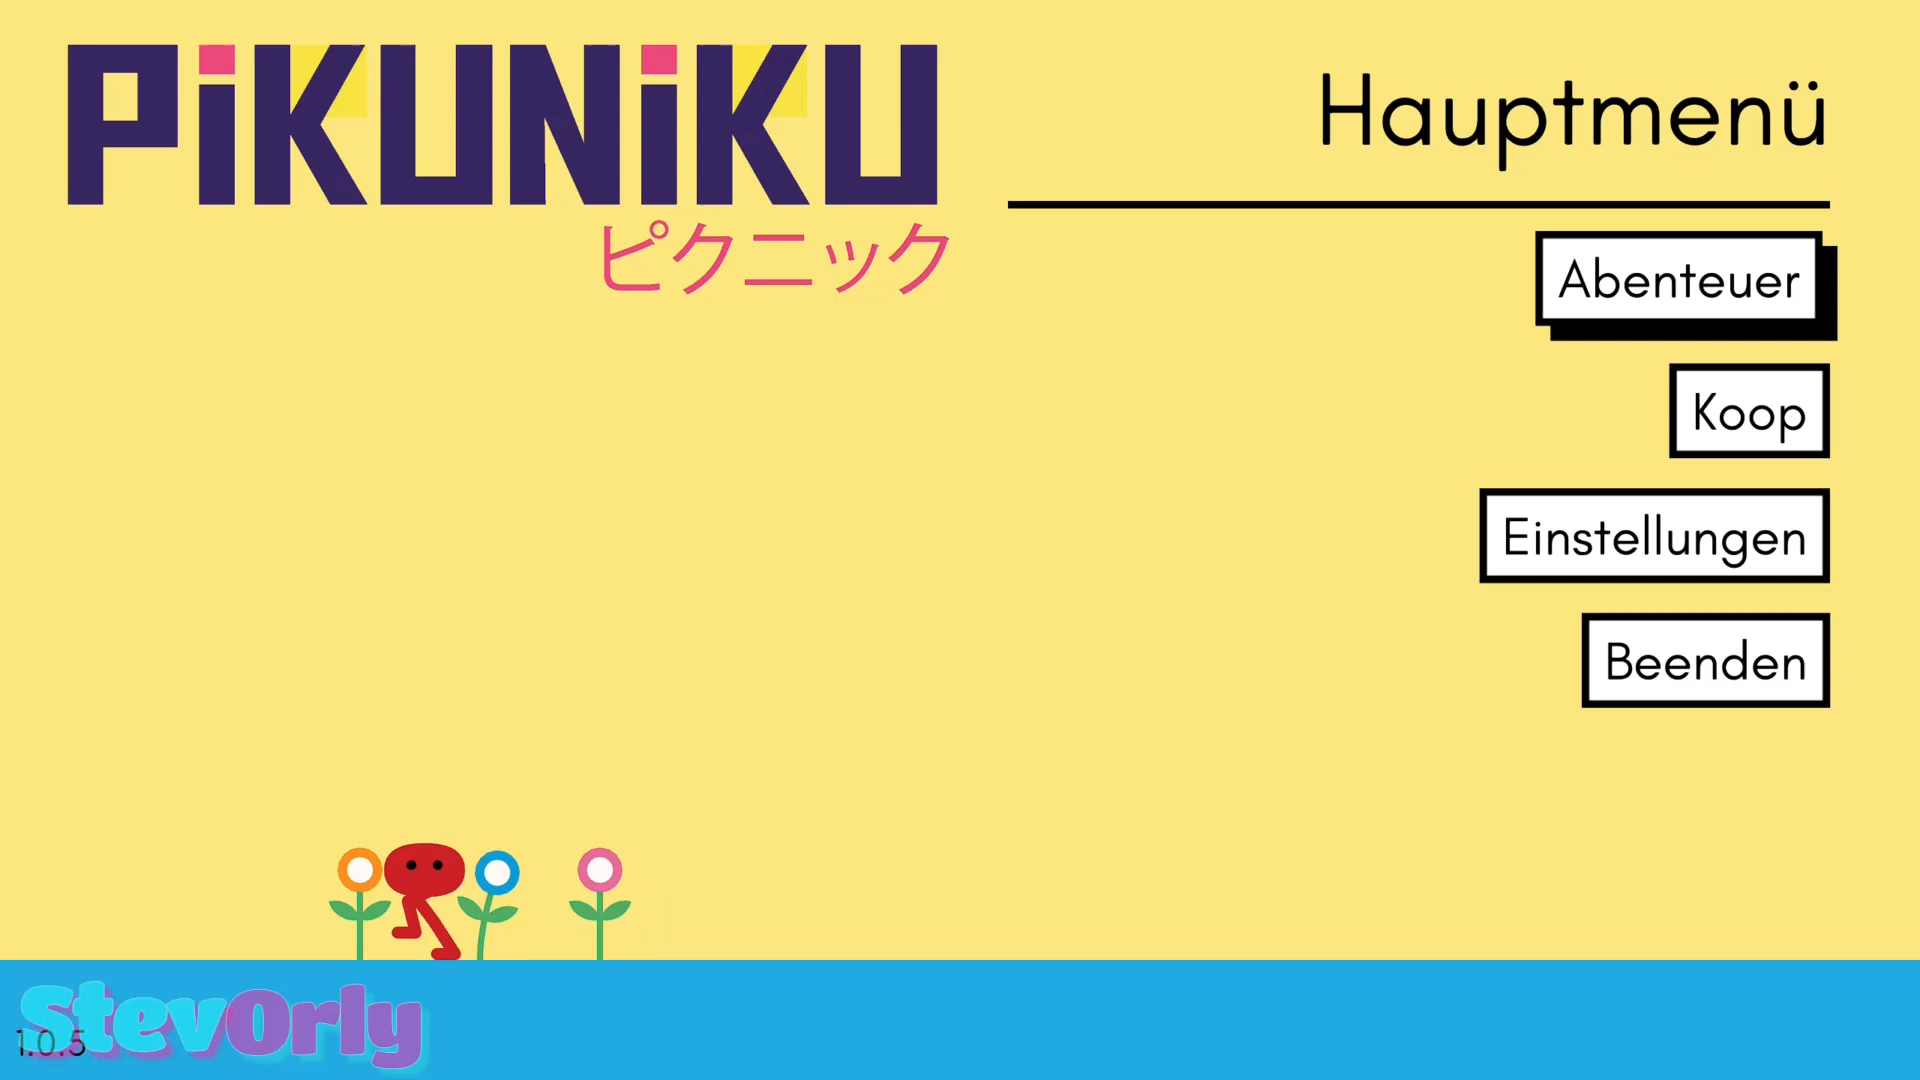 PiKUNiKU
ピクニック
Hauptmenü
Abenteuer
Koop
Einstellungen
Beenden
StevOrly
1.0.5